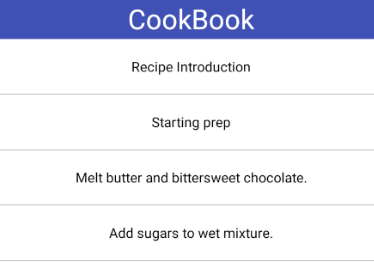 CookBook
Recipe Introduction
Starting prep
Melt butter and bittersweet chocolate.
Add sugars to wet mixture.